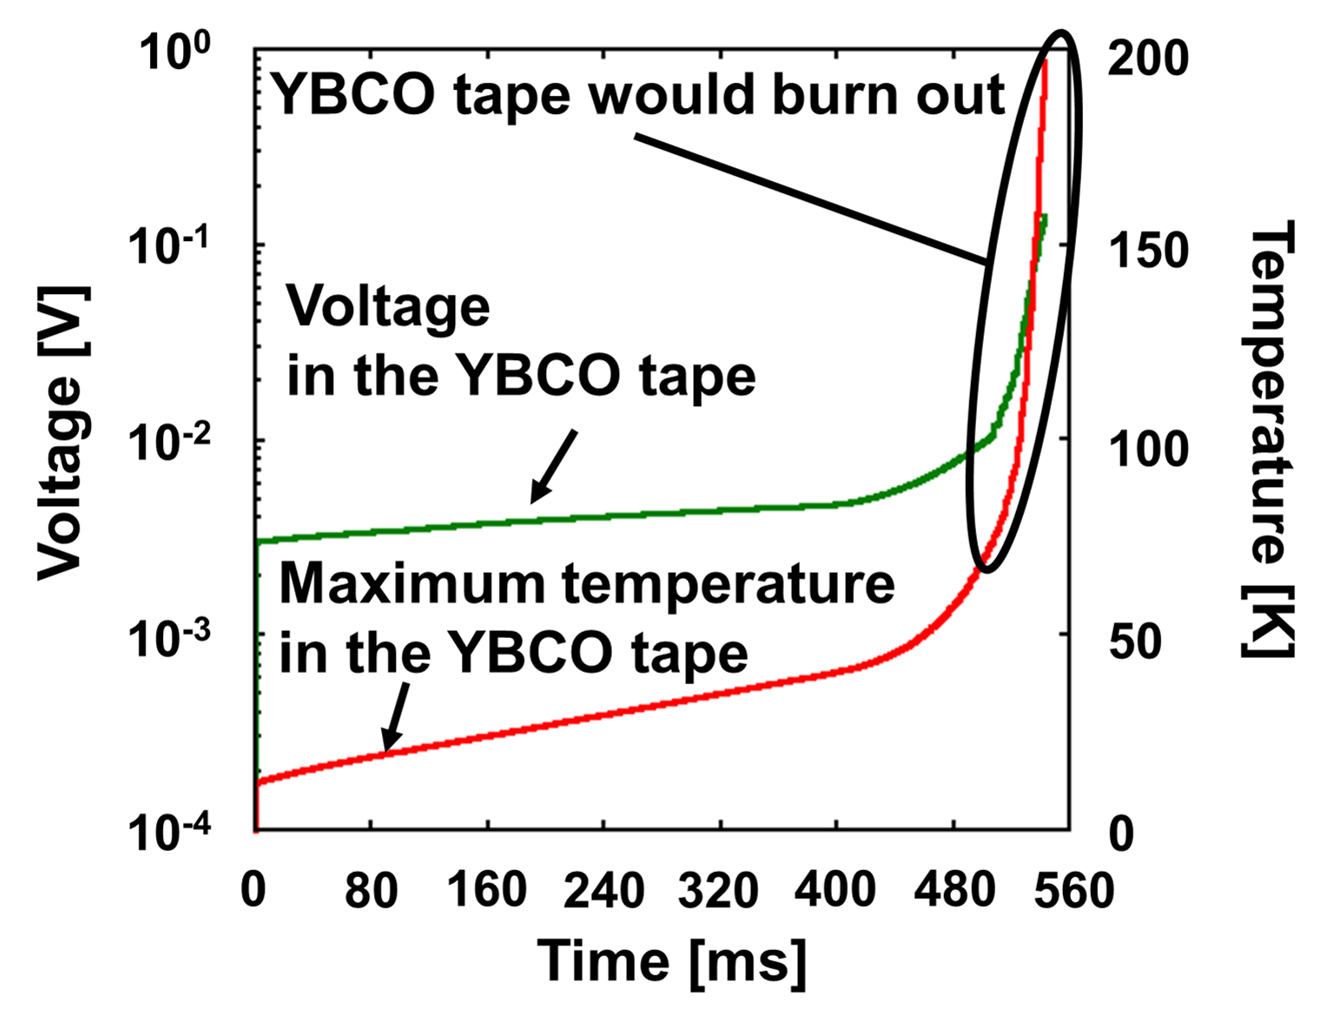 YBCO tape would burn out
Voltage
in the YBCO tape
Maximum temperature
in the YBCO tape
Voltage [V]
10⁰
10⁻¹
10⁻²
10⁻³
10⁻⁴
Temperature [K]
200
150
100
50
0
0 80 160 240 320 400 480 560
Time [ms]